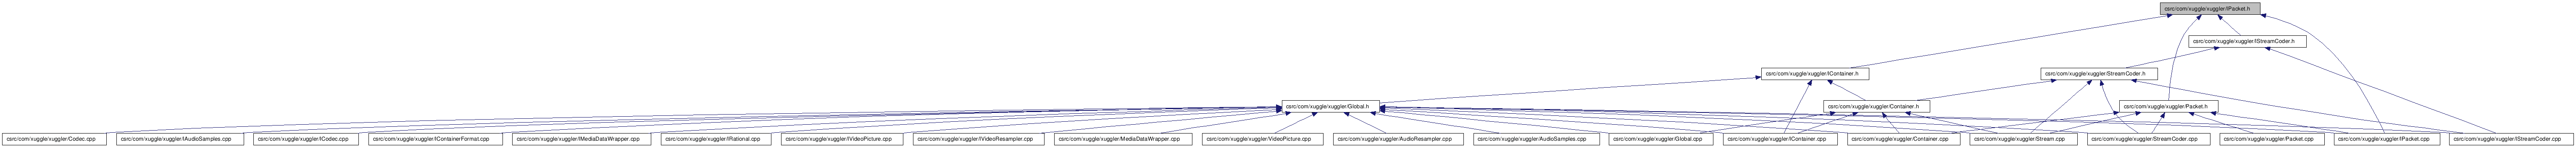 csrc/com/xuggle/xuggler/IPacket.h
csrc/com/xuggle/xuggler/IStreamCoder.h
csrc/com/xuggle/xuggler/IContainer.h
csrc/com/xuggle/xuggler/StreamCoder.h
csrc/com/xuggle/xuggler/Global.h
csrc/com/xuggle/xuggler/Container.h
csrc/com/xuggle/xuggler/Packet.h
csrc/com/xuggle/xuggler/Codec.cpp
csrc/com/xuggle/xuggler/IAudioSamples.cpp
csrc/com/xuggle/xuggler/ICodec.cpp
csrc/com/xuggle/xuggler/IContainerFormat.cpp
csrc/com/xuggle/xuggler/IMediaDataWrapper.cpp
csrc/com/xuggle/xuggler/IRational.cpp
csrc/com/xuggle/xuggler/IVideoPicture.cpp
csrc/com/xuggle/xuggler/IVideoResampler.cpp
csrc/com/xuggle/xuggler/MediaDataWrapper.cpp
csrc/com/xuggle/xuggler/VideoPicture.cpp
csrc/com/xuggle/xuggler/AudioResampler.cpp
csrc/com/xuggle/xuggler/AudioSamples.cpp
csrc/com/xuggle/xuggler/Global.cpp
csrc/com/xuggle/xuggler/IContainer.cpp
csrc/com/xuggle/xuggler/Container.cpp
csrc/com/xuggle/xuggler/Stream.cpp
csrc/com/xuggle/xuggler/StreamCoder.cpp
csrc/com/xuggle/xuggler/Packet.cpp
csrc/com/xuggle/xuggler/IPacket.cpp
csrc/com/xuggle/xuggler/IStreamCoder.cpp